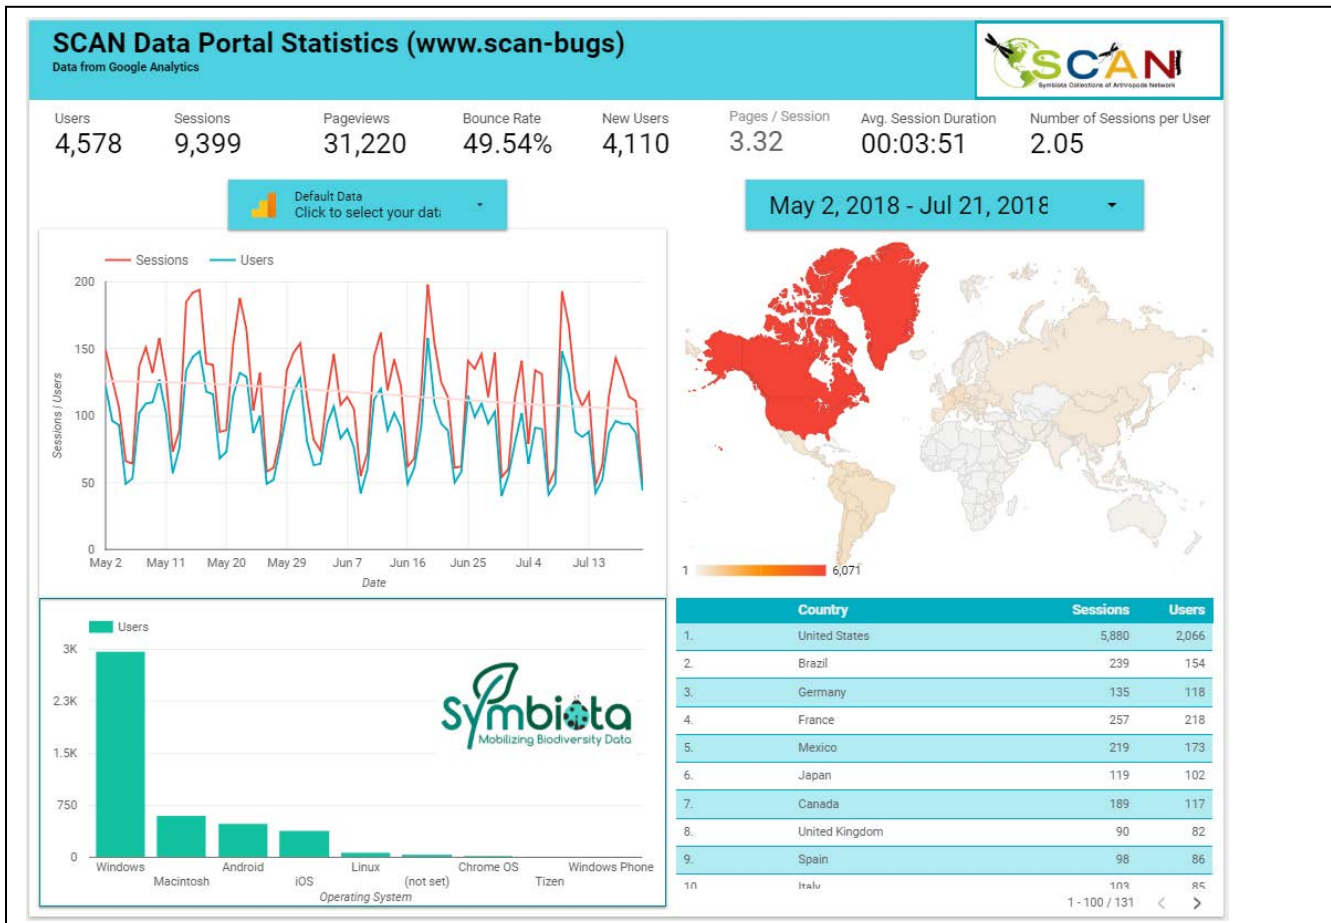 SCAN Data Portal Statistics (www.scan-bugs)
Data from Google Analytics
SCAN
Symbiota Collections of Arthropods Network
Users Sessions Pageviews Bounce Rate New Users Pages / Session Avg. Session Duration Number of Sessions per User
4,578 9,399 31,220 49.54% 4,110 3.32 00:03:51 2.05
Default Data
Click to select your data
May 2, 2018 - Jul 21, 2018
Sessions Users
200
150
100
50
0
Sessions / Users
May 2 May 11 May 20 May 29 Jun 7 Jun 16 Jun 25 Jul 4 Jul 13
Date
1 6,071
Users
3K
2.3K
1.5K
750
0
symbiota
Mobilizing Biodiversity Data
Windows Macintosh Android iOS Linux (not set) Chrome OS Tizen Windows Phone
Operating System
Country Sessions Users
1. United States 5,880 2,066
2. Brazil 239 154
3. Germany 135 118
4. France 257 218
5. Mexico 219 173
6. Japan 119 102
7. Canada 189 117
8. United Kingdom 90 82
9. Spain 98 86
10. Italy 103 85
1 - 100 / 131 < >